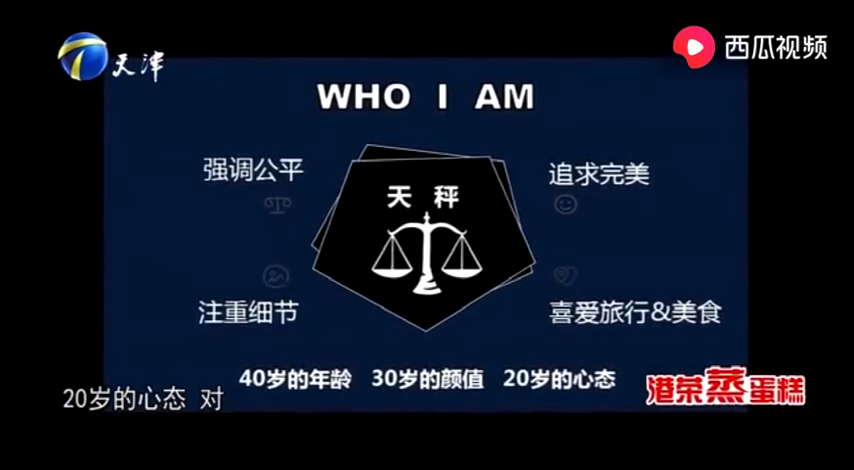 天津
西瓜视频
WHO I AM
强调公平
追求完美
天秤
注重细节
喜爱旅行&美食
40岁的年龄 30岁的颜值 20岁的心态
20岁的心态 对
港荣蒸蛋糕